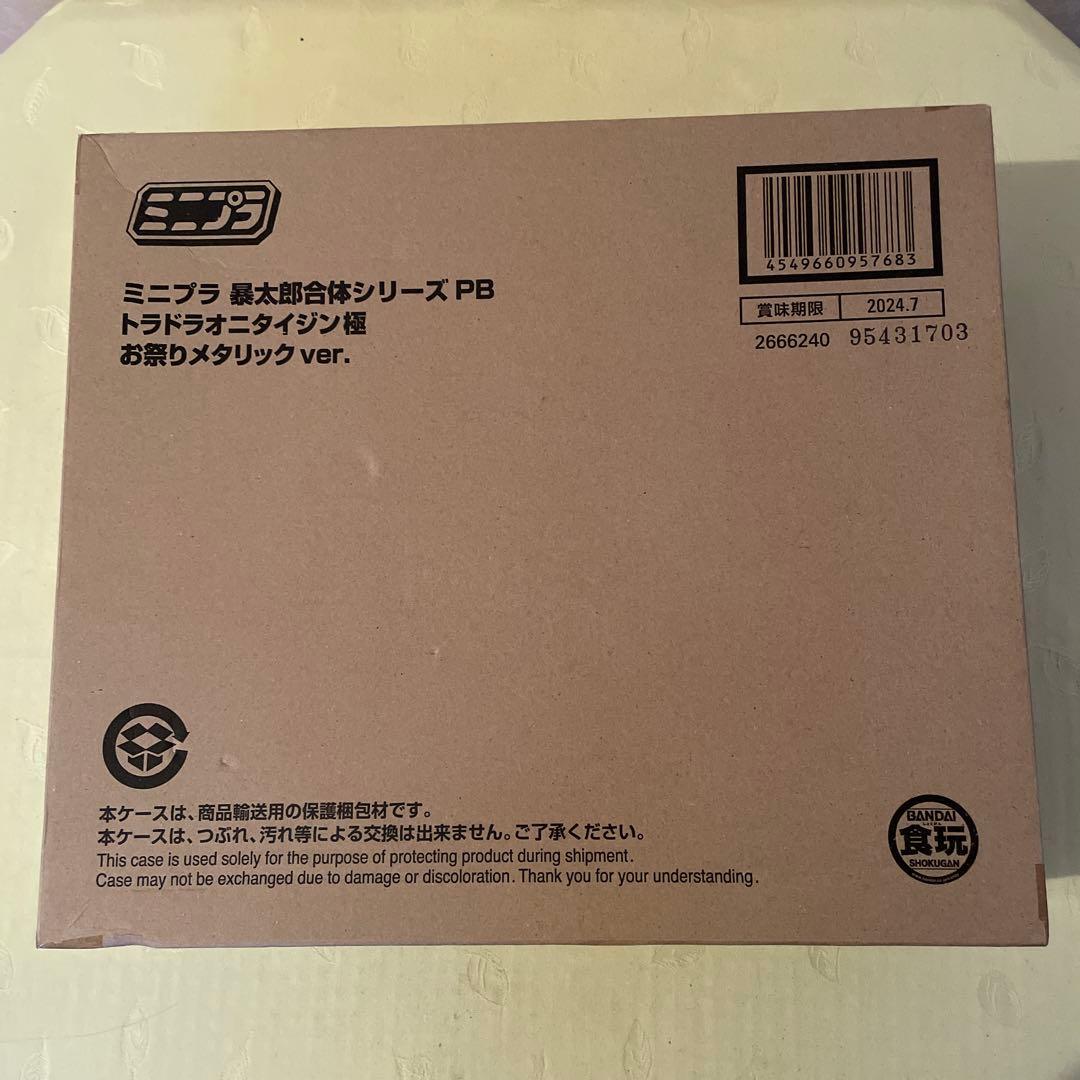 ミニプラ
4549660957683
賞味期限 2024.7
2666240 95431703
ミニプラ 暴太郎合体シリーズ PB
トラドラオニタイジン極
お祭りメタリック ver.
本ケースは、商品輸送用の保護梱包材です。
本ケースは、つぶれ、汚れ等による交換は出来ません。ご了承ください。
This case is used solely for the purpose of protecting product during shipment.
Case may not be exchanged due to damage or discoloration. Thank you for your understanding.
BANDAI
食玩
SHOKUGAN